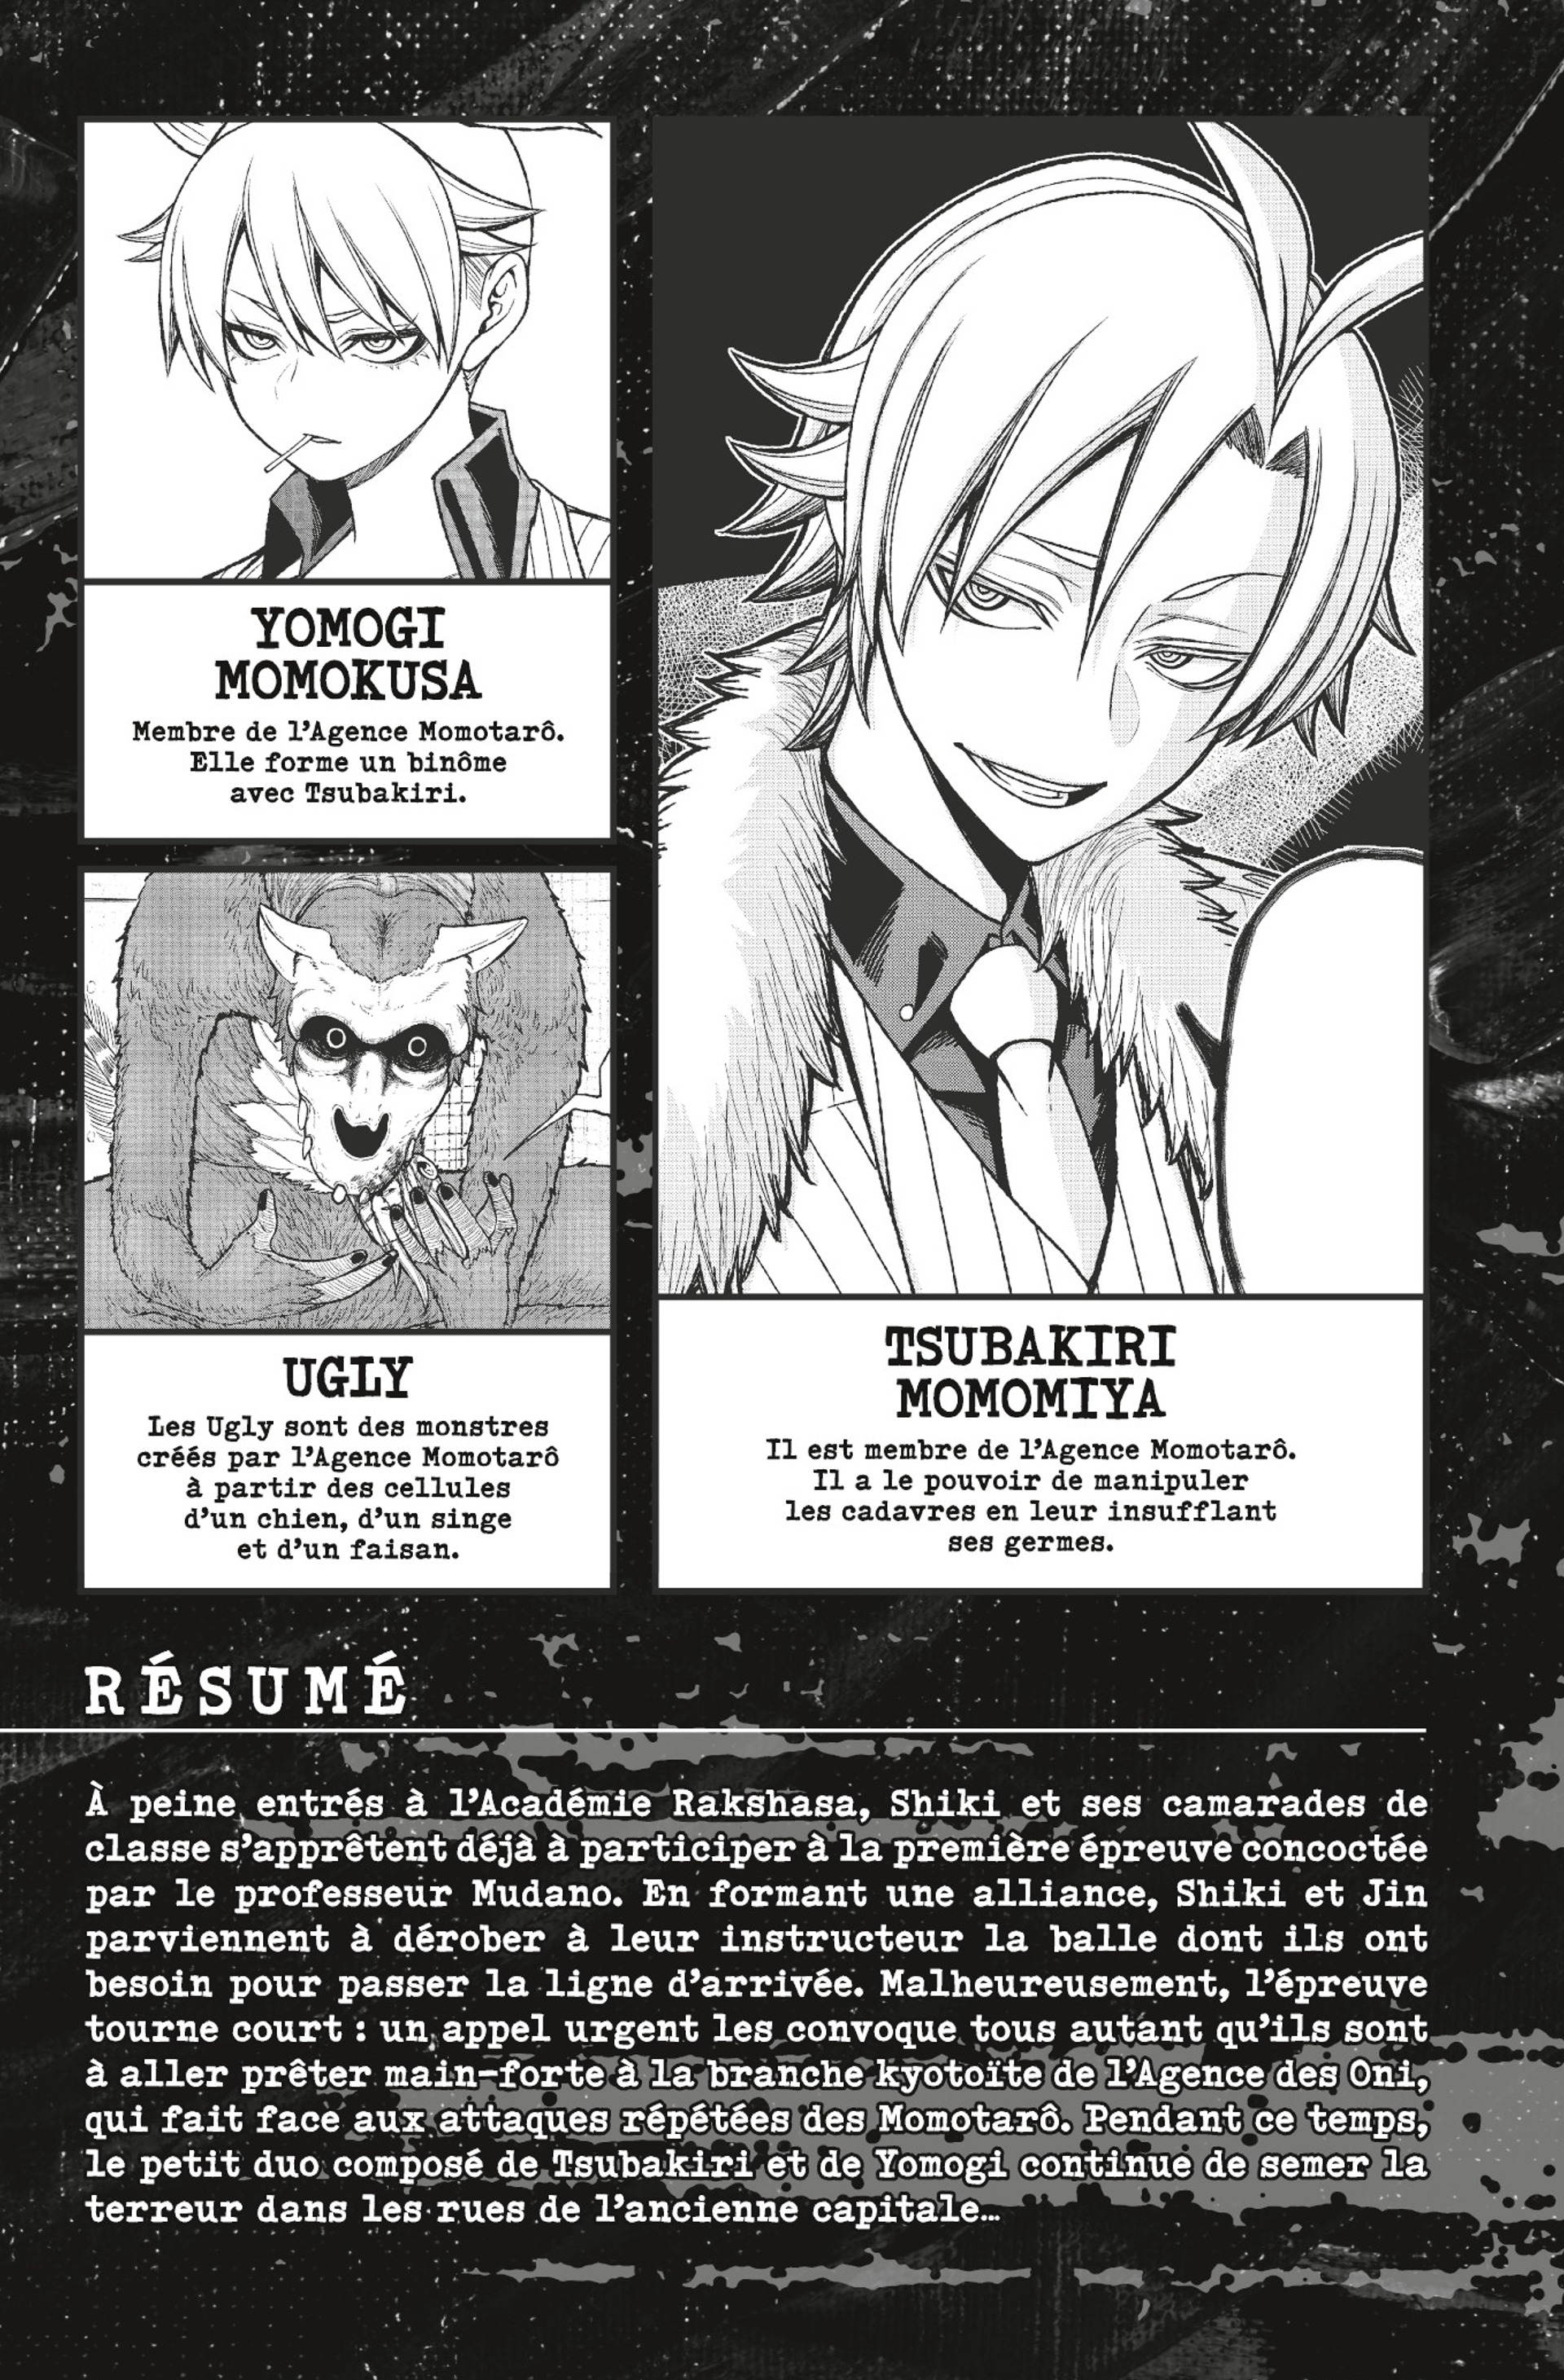 YOMOGI
MOMOKUSA
Membre de l'Agence Momotarô.
Elle forme un binôme
avec Tsubakiri.
UGLY
Les Ugly sont des monstres
créés par l'Agence Momotarô
à partir des cellules
d'un chien, d'un singe
et d'un faisan.
TSUBAKIRI
MOMOMIYA
Il est membre de l'Agence Momotarô.
Il a le pouvoir de manipuler
les cadavres en leur insufflant
ses germes.
RÉSUMÉ
À peine entrés à l'Académie Rakshasa, Shiki et ses camarades de
classe s'apprêtent déjà à participer à la première épreuve concoctée
par le professeur Mudano. En formant une alliance, Shiki et Jin
parviennent à dérober à leur instructeur la balle dont ils ont
besoin pour passer la ligne d'arrivée. Malheureusement, l'épreuve
tourne court : un appel urgent les convoque tous autant qu'ils sont
à aller prêter main-forte à la branche kyotoïte de l'Agence des Oni,
qui fait face aux attaques répétées des Momotarô. Pendant ce temps,
le petit duo composé de Tsubakiri et de Yomogi continue de semer la
terreur dans les rues de l'ancienne capitale…